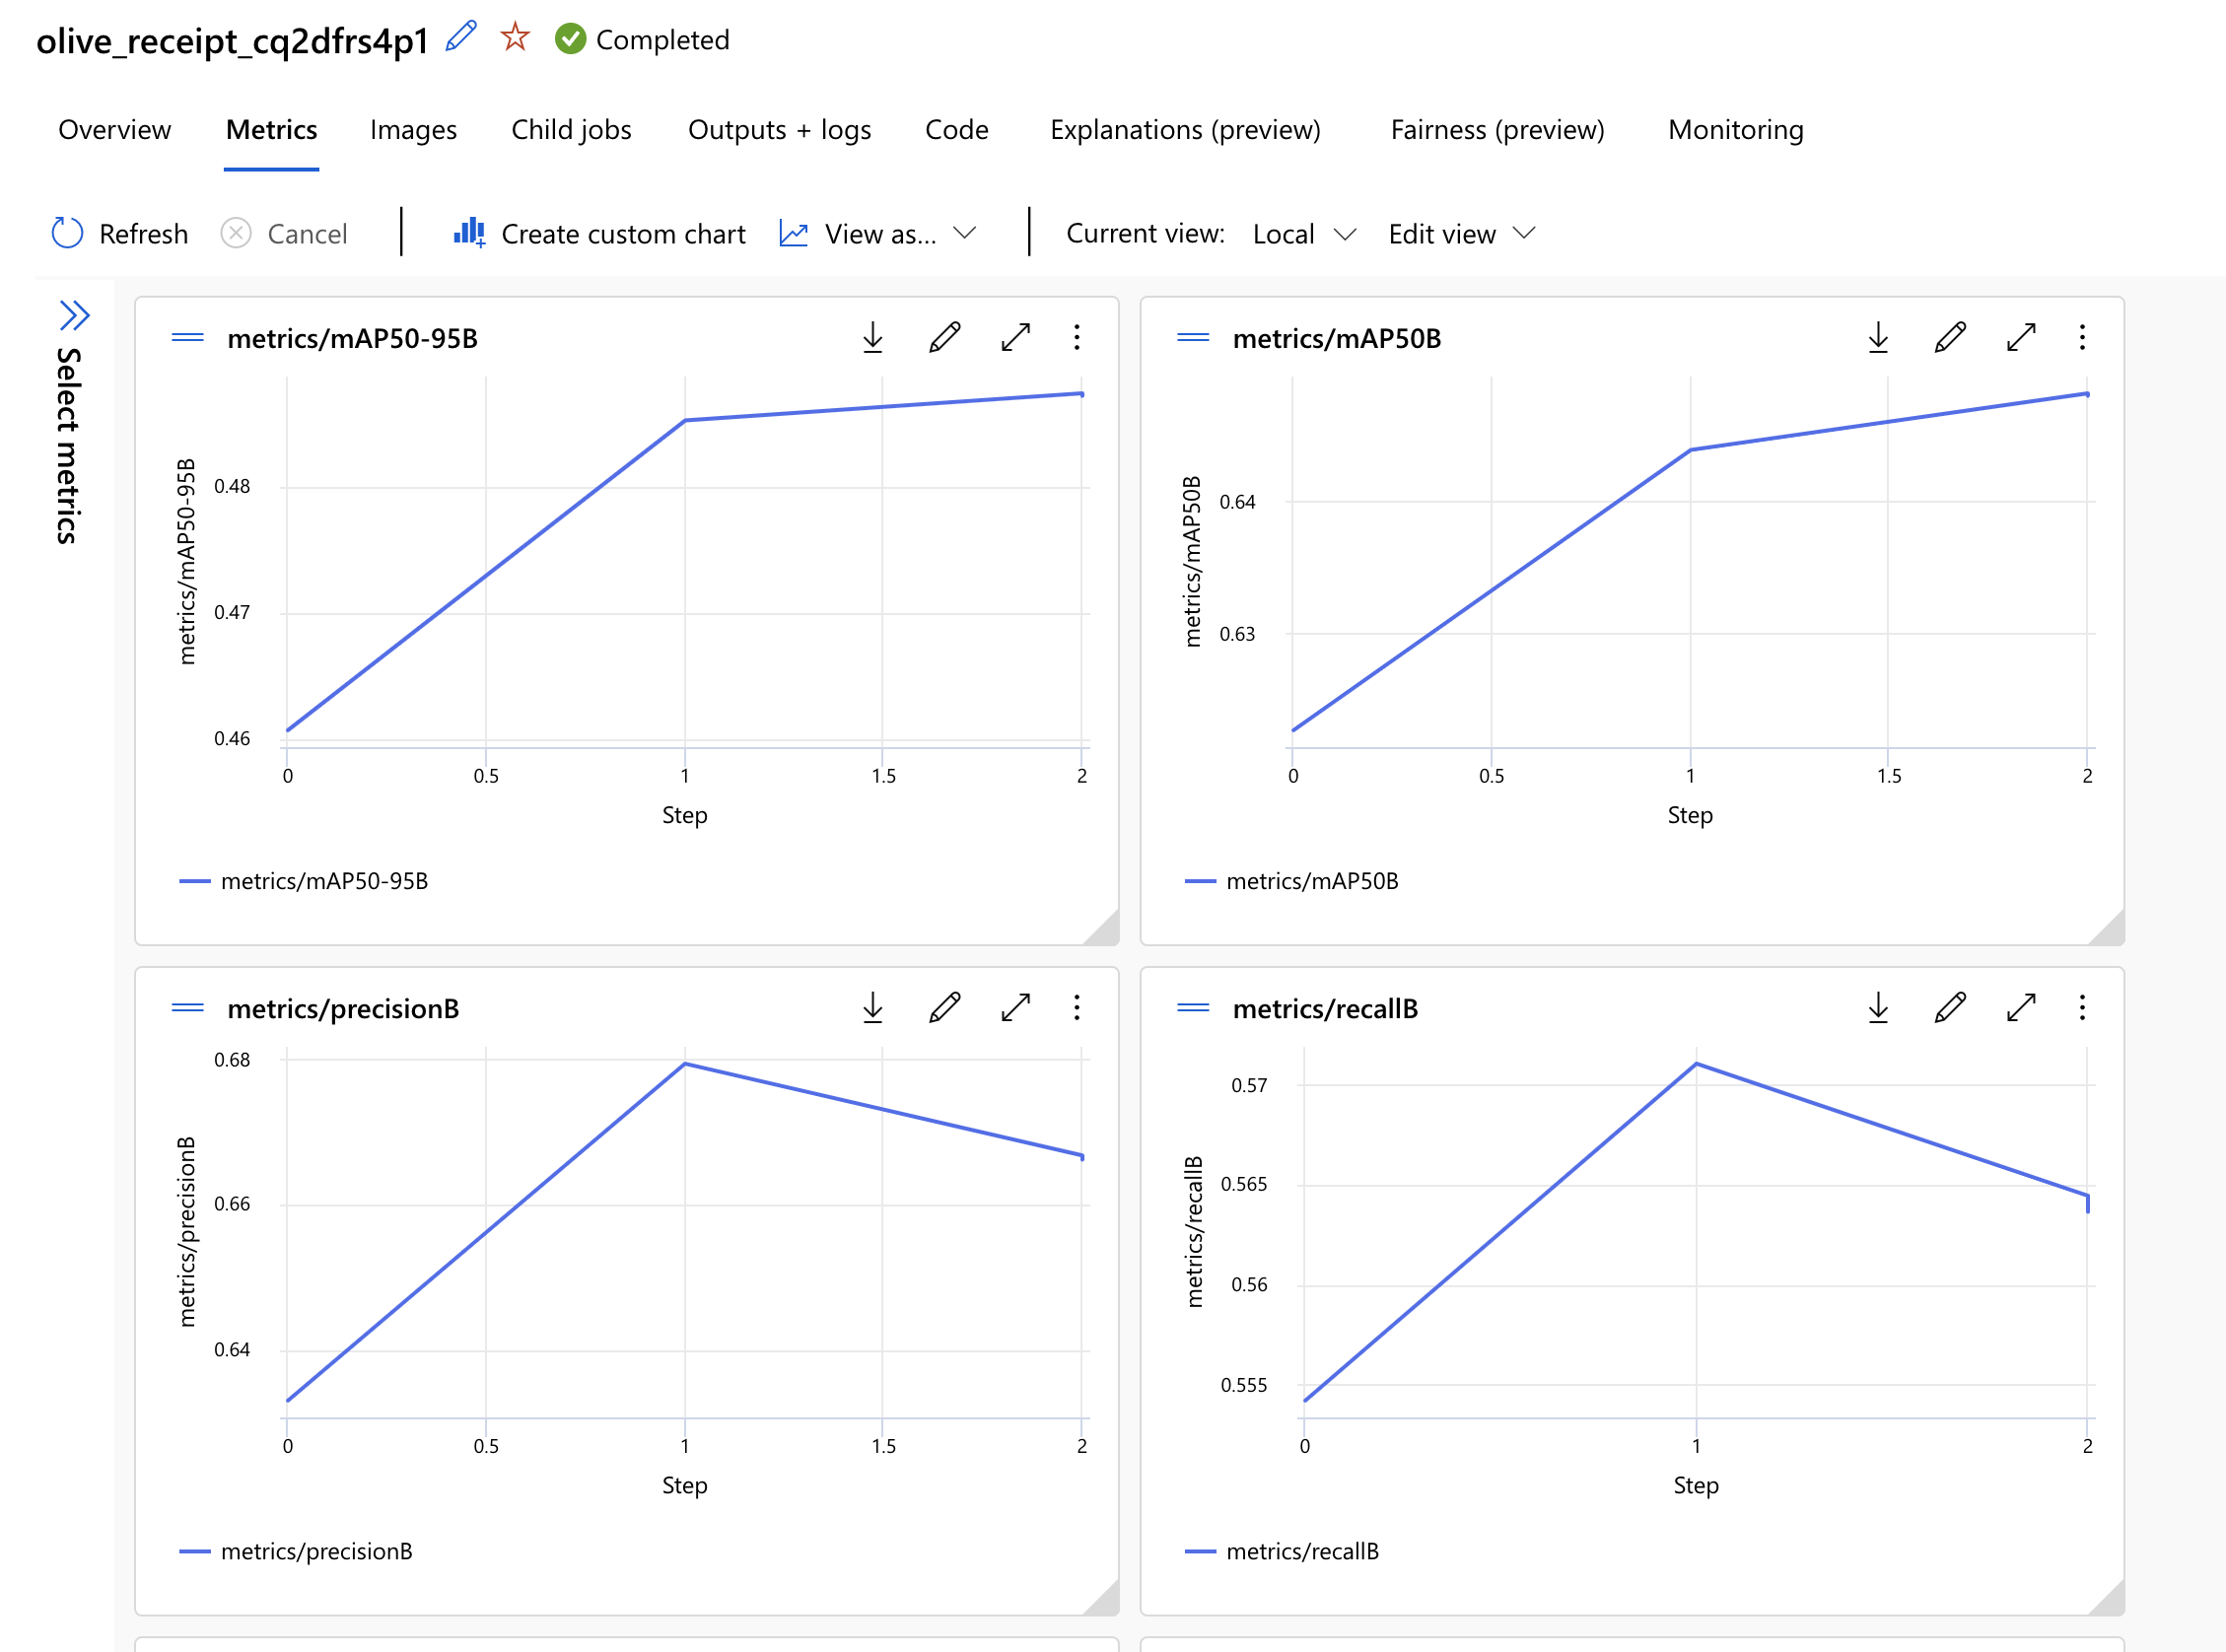 olive_receipt_cq2dfrs4p1 Completed
Overview Metrics Images Child jobs Outputs + logs Code Explanations (preview) Fairness (preview) Monitoring
Refresh Cancel Create custom chart View as... Current view: Local Edit view
Select metrics
metrics/mAP50-95B
metrics/mAP50-95B
0.48
0.47
0.46
0 0.5 1 1.5 2
Step
metrics/mAP50-95B
metrics/mAP50B
metrics/mAP50B
0.64
0.63
0 0.5 1 1.5 2
Step
metrics/mAP50B
metrics/precisionB
metrics/precisionB
0.68
0.66
0.64
0 0.5 1 1.5 2
Step
metrics/precisionB
metrics/recallB
metrics/recallB
0.57
0.565
0.56
0.555
0 1 2
Step
metrics/recallB